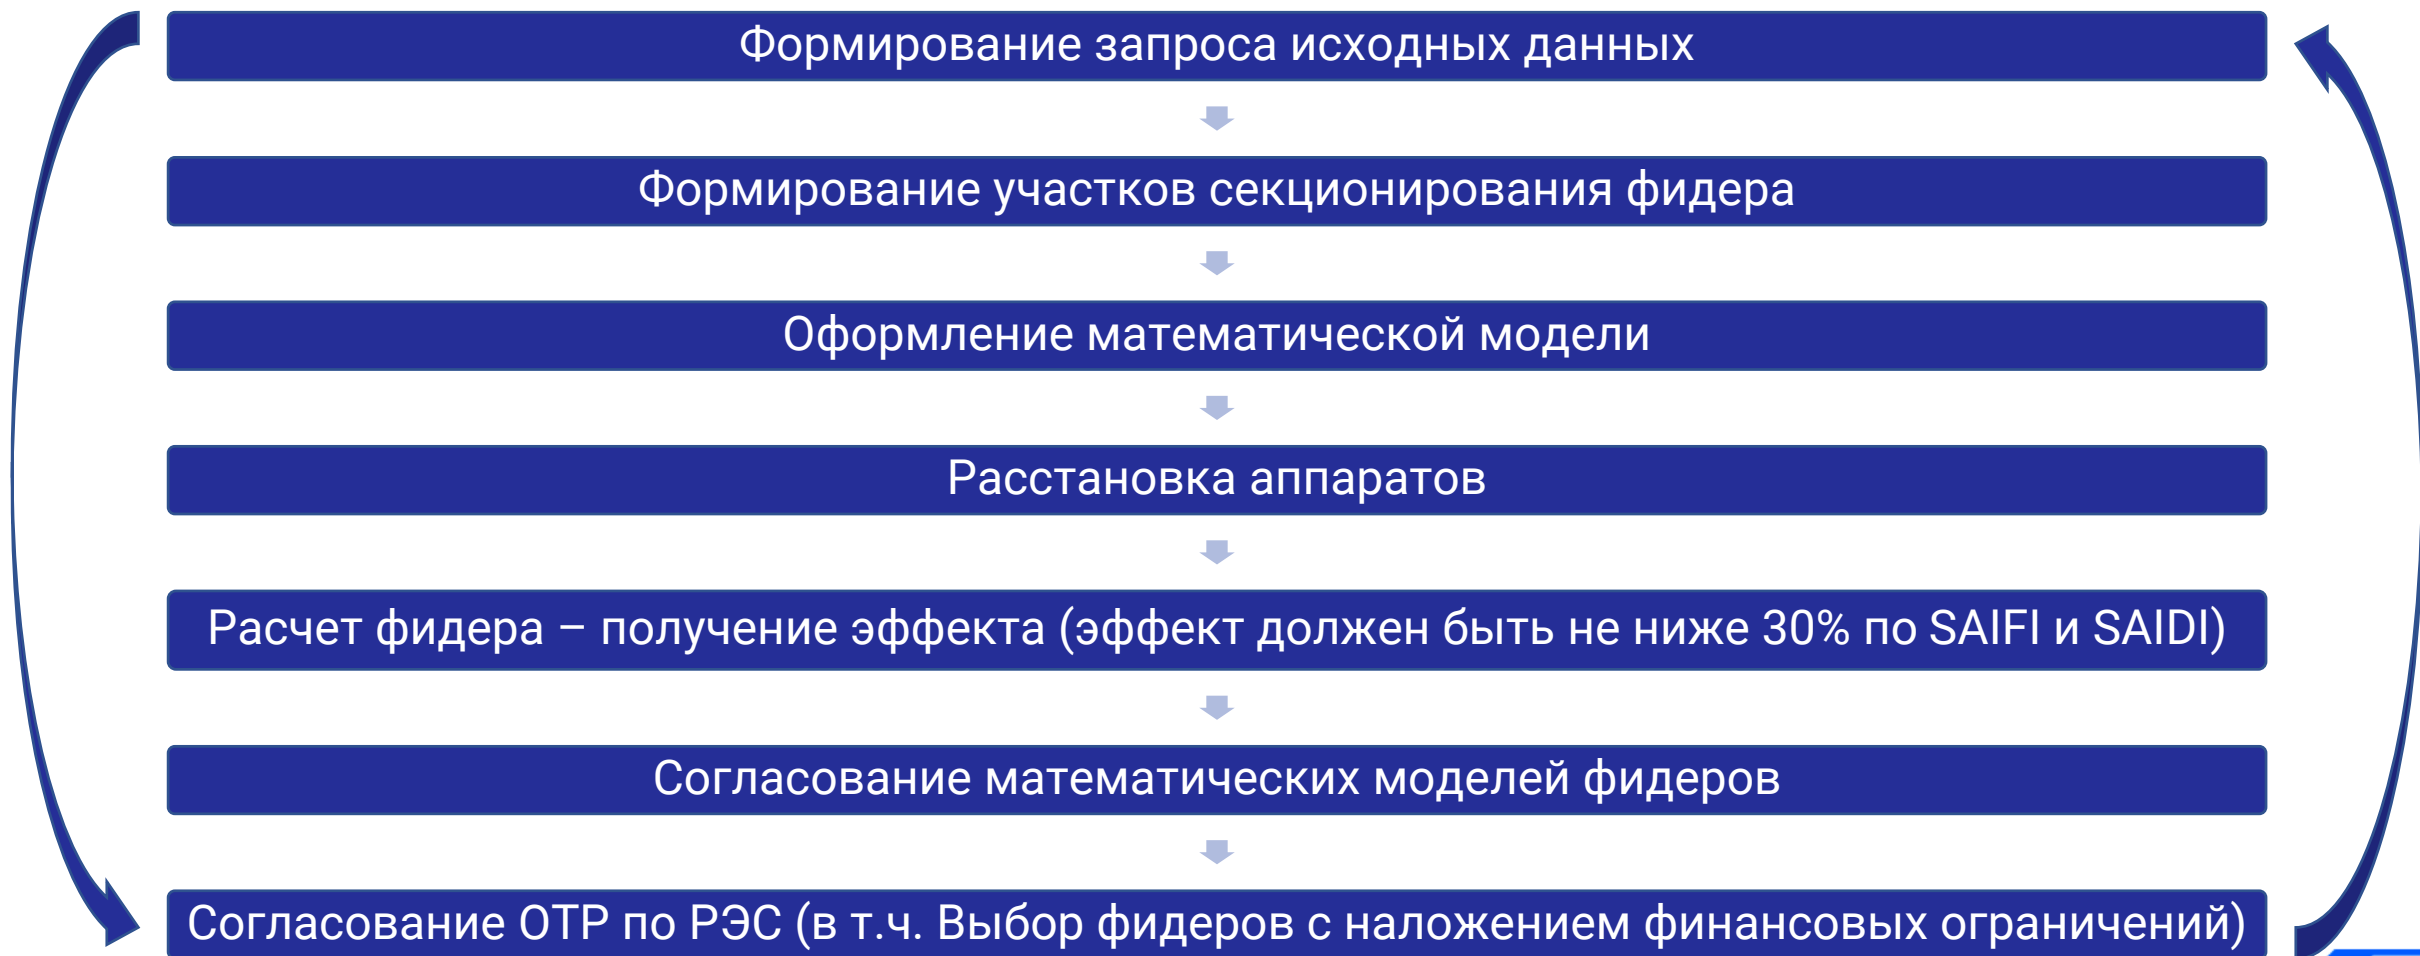 Формирование запроса исходных данных
Формирование участков секционирования фидера
Оформление математической модели
Расстановка аппаратов
Расчет фидера – получение эффекта (эффект должен быть не ниже 30% по SAIFI и SAIDI)
Согласование математических моделей фидеров
Согласование ОТР по РЭС (в т.ч. Выбор фидеров с наложением финансовых ограничений)